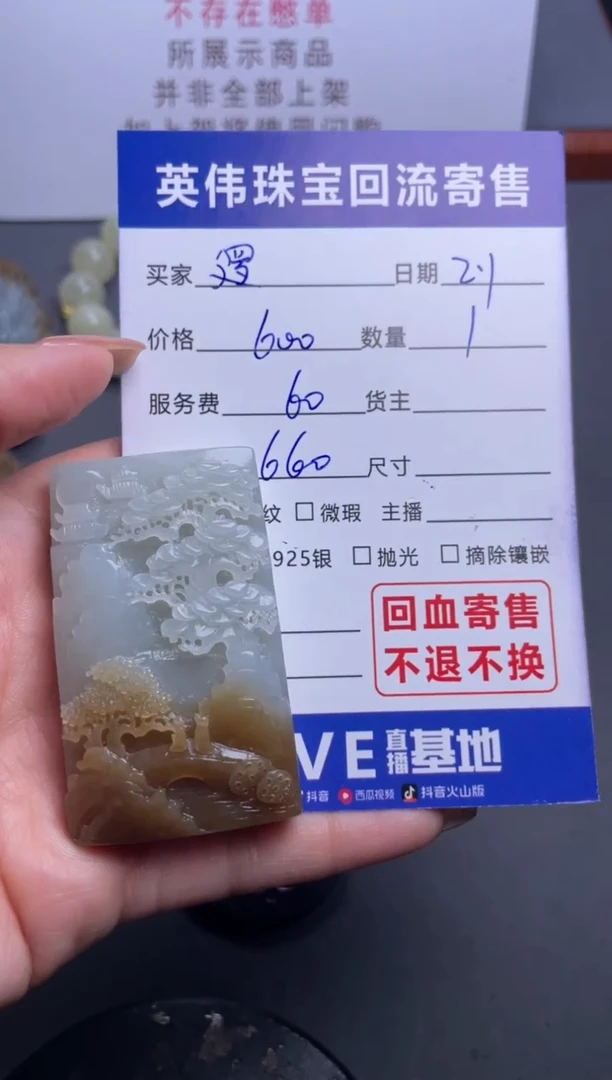 不存在憋单
所展示商品
并非全部上架
英伟珠宝回流寄售
买家 日期 2.1
价格 600 数量 1
服务费 60 货主
660 尺寸
纹 □ 微瑕 主播
925银 □ 抛光 □ 摘除镶嵌
回血寄售
不退不换
VE 直播基地
抖音 西瓜视频 抖音火山版